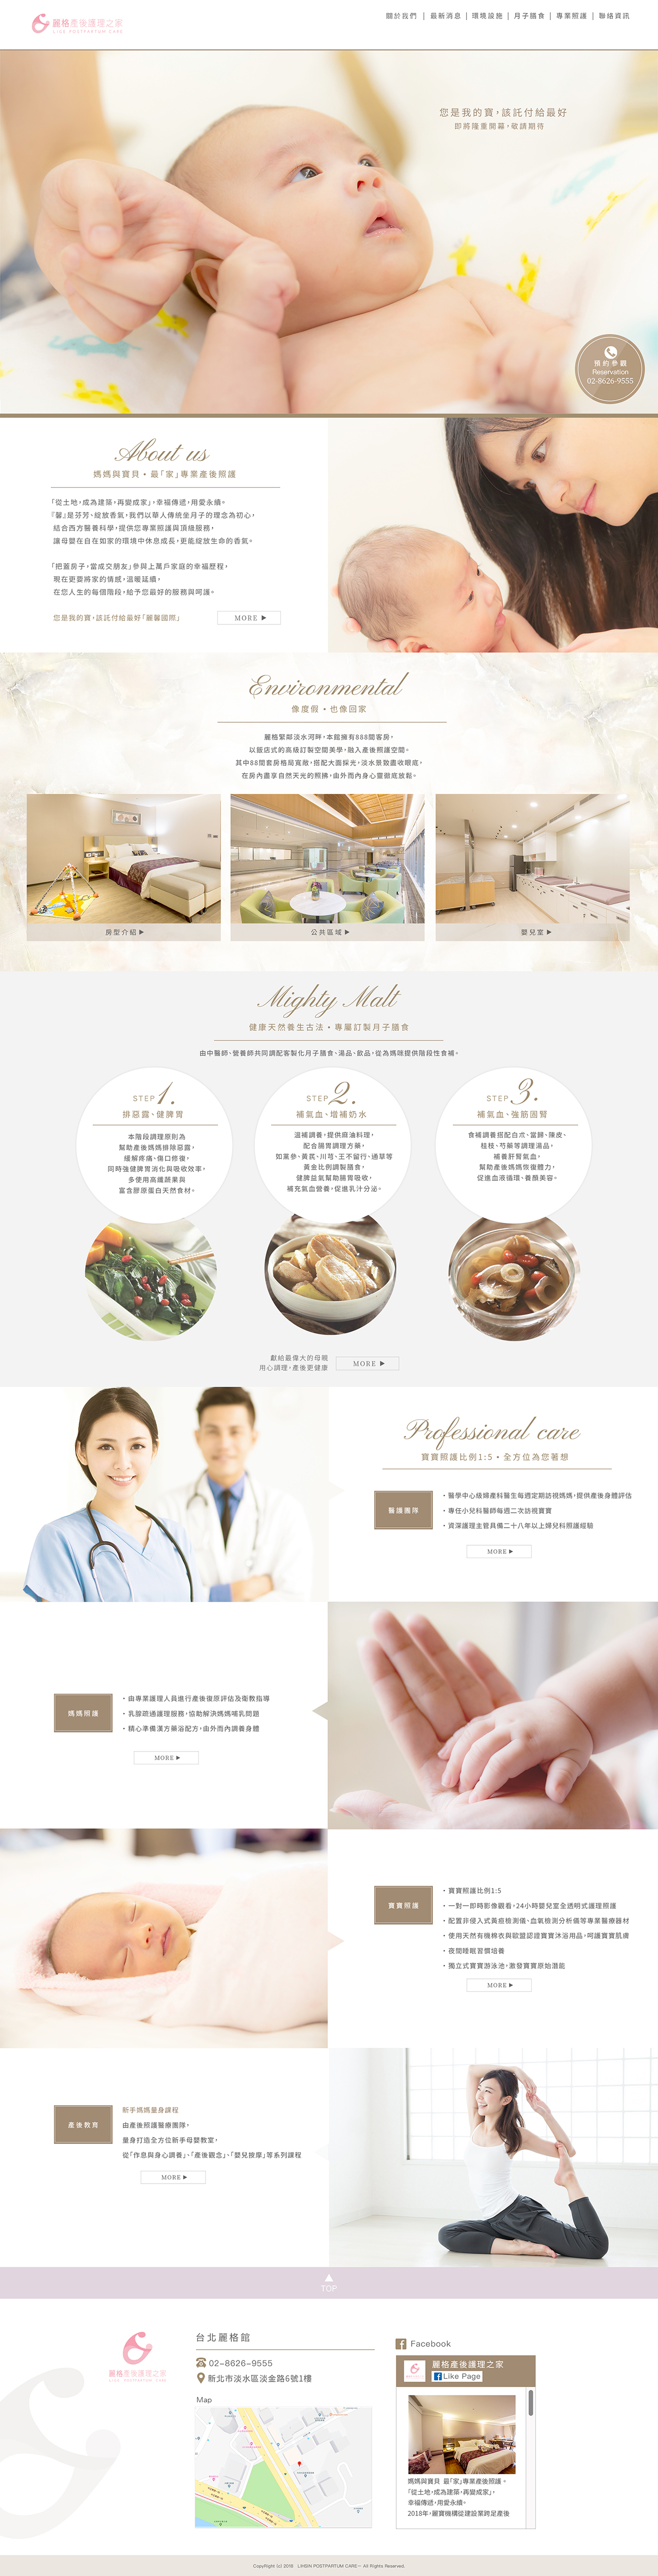 麗格產後護理之家
LIGE POSTPARTUM CARE
關於我們 | 最新消息 | 環境設施 | 月子膳食 | 專業照護 | 聯絡資訊
您是我的寶，該託付給最好
即將隆重開幕，敬請期待
預約參觀
Reservation
02-8626-9555
About us
媽媽與寶貝•最「家」專業產後照護
「從土地，成為建築，再變成家」，幸福傳遞，用愛永續。
『馨』是芬芳、綻放香氣，我們以華人傳統坐月子的理念為初心，
結合西方醫養科學，提供您專業照護與頂級服務，
讓母嬰在自在如家的環境中休息成長，更能綻放生命的香氣。
「把蓋房子，當成交朋友」參與上萬戶家庭的幸福歷程，
現在更要將家的情感，溫暖延續，
在您人生的每個階段，給予您最好的服務與呵護。
您是我的寶，該託付給最好「麗馨國際」
MORE ▶
Environmental
像度假•也像回家
麗格緊鄰淡水河畔，本館擁有888間客房，
以飯店式的高級訂製空間美學，融入產後照護空間。
其中88間套房格局寬敞，搭配大面採光，淡水景致盡收眼底，
在房內盡享自然天光的照拂，由外而內身心靈徹底放鬆。
房型介紹▶
公共區域▶
嬰兒室▶
Mighty Malt
健康天然養生古法•專屬訂製月子膳食
由中醫師、營養師共同調配客製化月子膳食、湯品、飲品，從為媽咪提供階段性食補。
STEP 1.
排惡露、健脾胃
本階段調理原則為
幫助產後媽媽排除惡露，
緩解疼痛、傷口修復，
同時強健脾胃消化與吸收效率，
多使用高纖蔬果與
富含膠原蛋白天然食材。
STEP 2.
補氣血、增補奶水
溫補調養，提供麻油料理，
配合腸胃調理方藥，
如黨參、黃芪、川芎、王不留行、通草等
黃金比例調製膳食，
健脾益氣幫助腸胃吸收，
補充氣血營養，促進乳汁分泌。
STEP 3.
補氣血、強筋固腎
食補調養搭配白朮、當歸、陳皮、
桂枝、芍藥等調理湯品，
補養肝腎氣血，
幫助產後媽媽恢復體力，
促進血液循環、養顏美容。
獻給最偉大的母親
用心調理，產後更健康
MORE ▶
Professional care
寶寶照護比例1:5•全方位為您著想
醫護團隊
•醫學中心級婦產科醫生每週定期訪視媽媽，提供產後身體評估
•專任小兒科醫師每週二次訪視寶寶
•資深護理主管具備二十八年以上婦兒科照護經驗
MORE ▶
媽媽照護
•由專業護理人員進行產後復原評估及衛教指導
•乳腺疏通護理服務，協助解決媽媽哺乳問題
•精心準備漢方藥浴配方，由外而內調養身體
MORE ▶
寶寶照護
•寶寶照護比例1:5
•一對一即時影像觀看，24小時嬰兒室全透明式護理照護
•配置非侵入式黃疸檢測儀、血氧檢測分析儀等專業醫療器材
•使用天然有機棉衣與歐盟認證寶寶沐浴用品，呵護寶寶肌膚
•夜間睡眠習慣培養
•獨立式寶寶游泳池，激發寶寶原始潛能
MORE ▶
產後教育
新手媽媽量身課程
由產後照護醫療團隊，
量身打造全方位新手母嬰教室，
從「作息與身心調養」、「產後觀念」、「嬰兒按摩」等系列課程
MORE ▶
TOP
麗格產後護理之家
LIGE POSTPARTUM CARE
台北麗格館
02-8626-9555
新北市淡水區淡金路6號1樓
Map
Facebook
麗格產後護理之家
Like Page
媽媽與寶貝 最「家」專業產後照護。
「從土地，成為建築，再變成家」，
幸福傳遞，用愛永續。
2018年，麗寶機構從建設業跨足產後
CopyRight (c) 2018 LIHSIN POSTPARTUM CARE－All Rights Reserved.